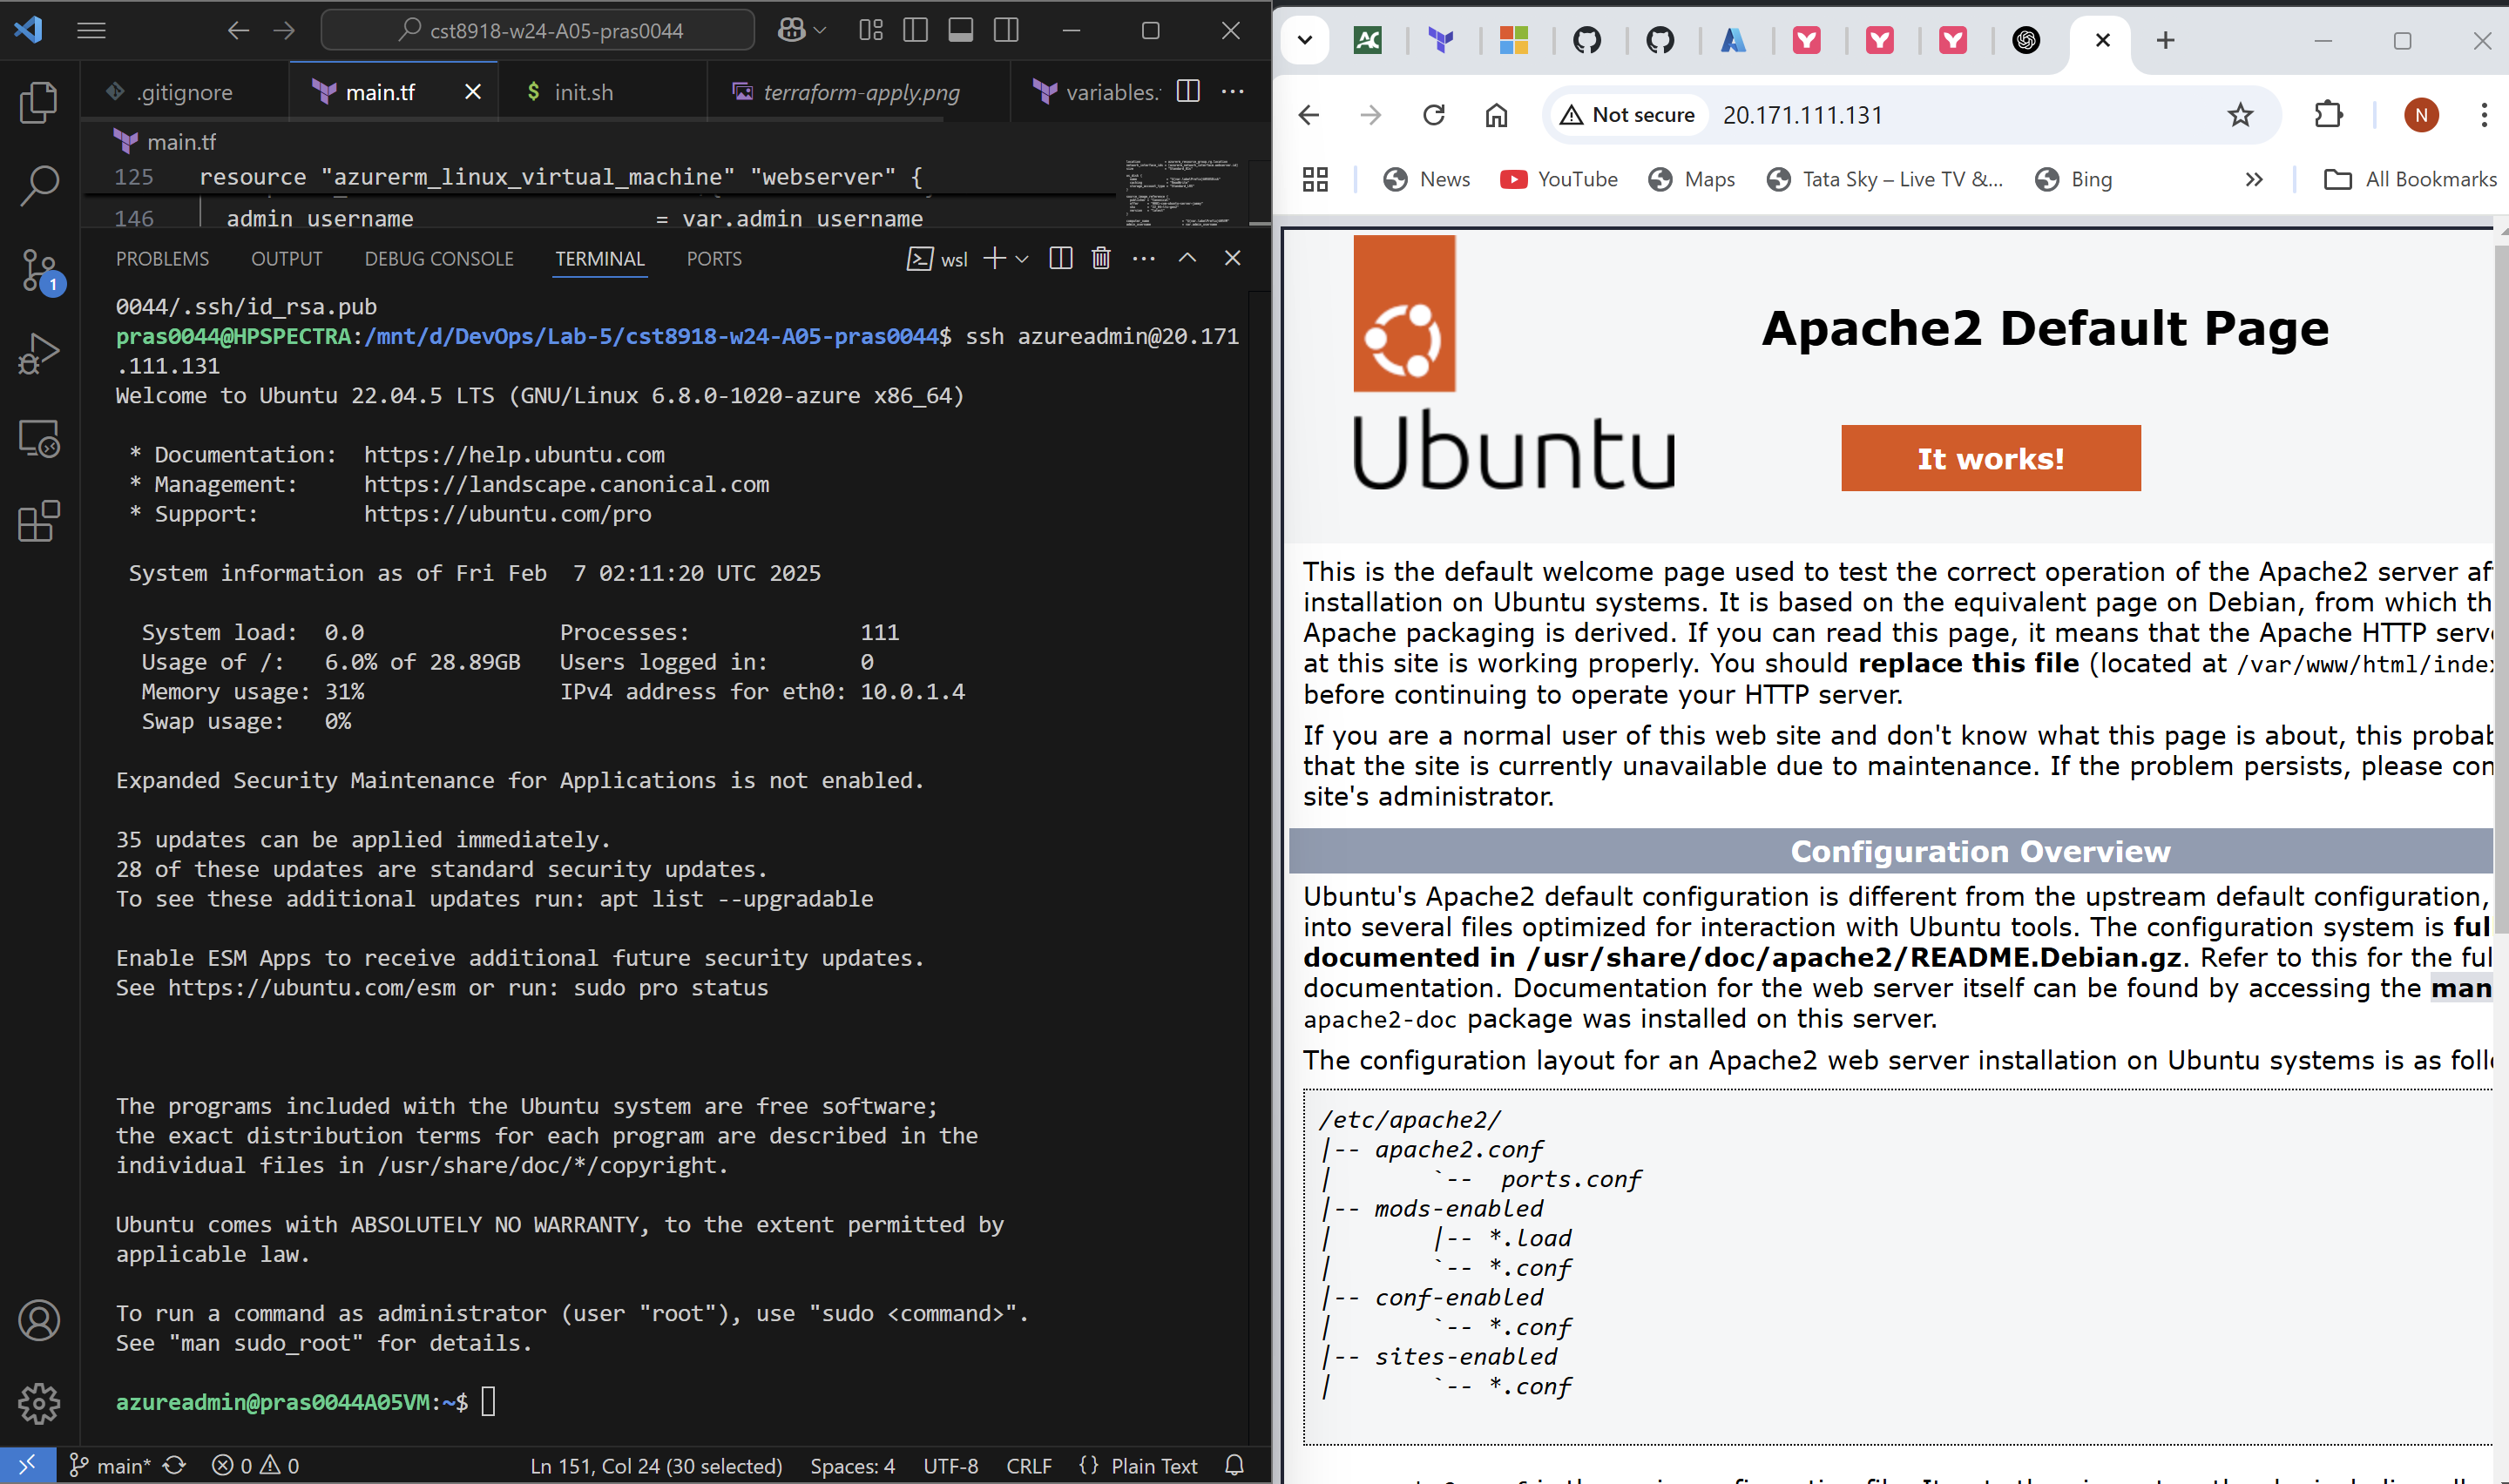 cst8918-w24-A05-pras0044
.gitignore
main.tf
$ init.sh
terraform-apply.png
variables.
main.tf
125 resource "azurerm_linux_virtual_machine" "webserver" {
146 admin_username = var.admin_username
PROBLEMS OUTPUT DEBUG CONSOLE TERMINAL PORTS
wsl
1
0044/.ssh/id_rsa.pub
pras0044@HPSPECTRA:/mnt/d/DevOps/Lab-5/cst8918-w24-A05-pras0044$ ssh azureadmin@20.171
.111.131
Welcome to Ubuntu 22.04.5 LTS (GNU/Linux 6.8.0-1020-azure x86_64)
* Documentation: https://help.ubuntu.com
* Management: https://landscape.canonical.com
* Support: https://ubuntu.com/pro
System information as of Fri Feb 7 02:11:20 UTC 2025
System load: 0.0 Processes: 111
Usage of /: 6.0% of 28.89GB Users logged in: 0
Memory usage: 31% IPv4 address for eth0: 10.0.1.4
Swap usage: 0%
Expanded Security Maintenance for Applications is not enabled.
35 updates can be applied immediately.
28 of these updates are standard security updates.
To see these additional updates run: apt list --upgradable
Enable ESM Apps to receive additional future security updates.
See https://ubuntu.com/esm or run: sudo pro status
The programs included with the Ubuntu system are free software;
the exact distribution terms for each program are described in the
individual files in /usr/share/doc/*/copyright.
Ubuntu comes with ABSOLUTELY NO WARRANTY, to the extent permitted by
applicable law.
To run a command as administrator (user "root"), use "sudo <command>".
See "man sudo_root" for details.
azureadmin@pras0044A05VM:~$
main* 0 0 Ln 151, Col 24 (30 selected) Spaces: 4 UTF-8 CRLF {} Plain Text
AC
Not secure 20.171.111.131
N
News YouTube Maps Tata Sky – Live TV &... Bing » All Bookmarks
Apache2 Default Page
Ubuntu
It works!
This is the default welcome page used to test the correct operation of the Apache2 server af
installation on Ubuntu systems. It is based on the equivalent page on Debian, from which th
Apache packaging is derived. If you can read this page, it means that the Apache HTTP serv
at this site is working properly. You should replace this file (located at /var/www/html/index
before continuing to operate your HTTP server.
If you are a normal user of this web site and don't know what this page is about, this probab
that the site is currently unavailable due to maintenance. If the problem persists, please con
site's administrator.
Configuration Overview
Ubuntu's Apache2 default configuration is different from the upstream default configuration,
into several files optimized for interaction with Ubuntu tools. The configuration system is ful
documented in /usr/share/doc/apache2/README.Debian.gz. Refer to this for the ful
documentation. Documentation for the web server itself can be found by accessing the man
apache2-doc package was installed on this server.
The configuration layout for an Apache2 web server installation on Ubuntu systems is as foll
/etc/apache2/
|-- apache2.conf
| `-- ports.conf
|-- mods-enabled
| |-- *.load
| `-- *.conf
|-- conf-enabled
| `-- *.conf
|-- sites-enabled
| `-- *.conf